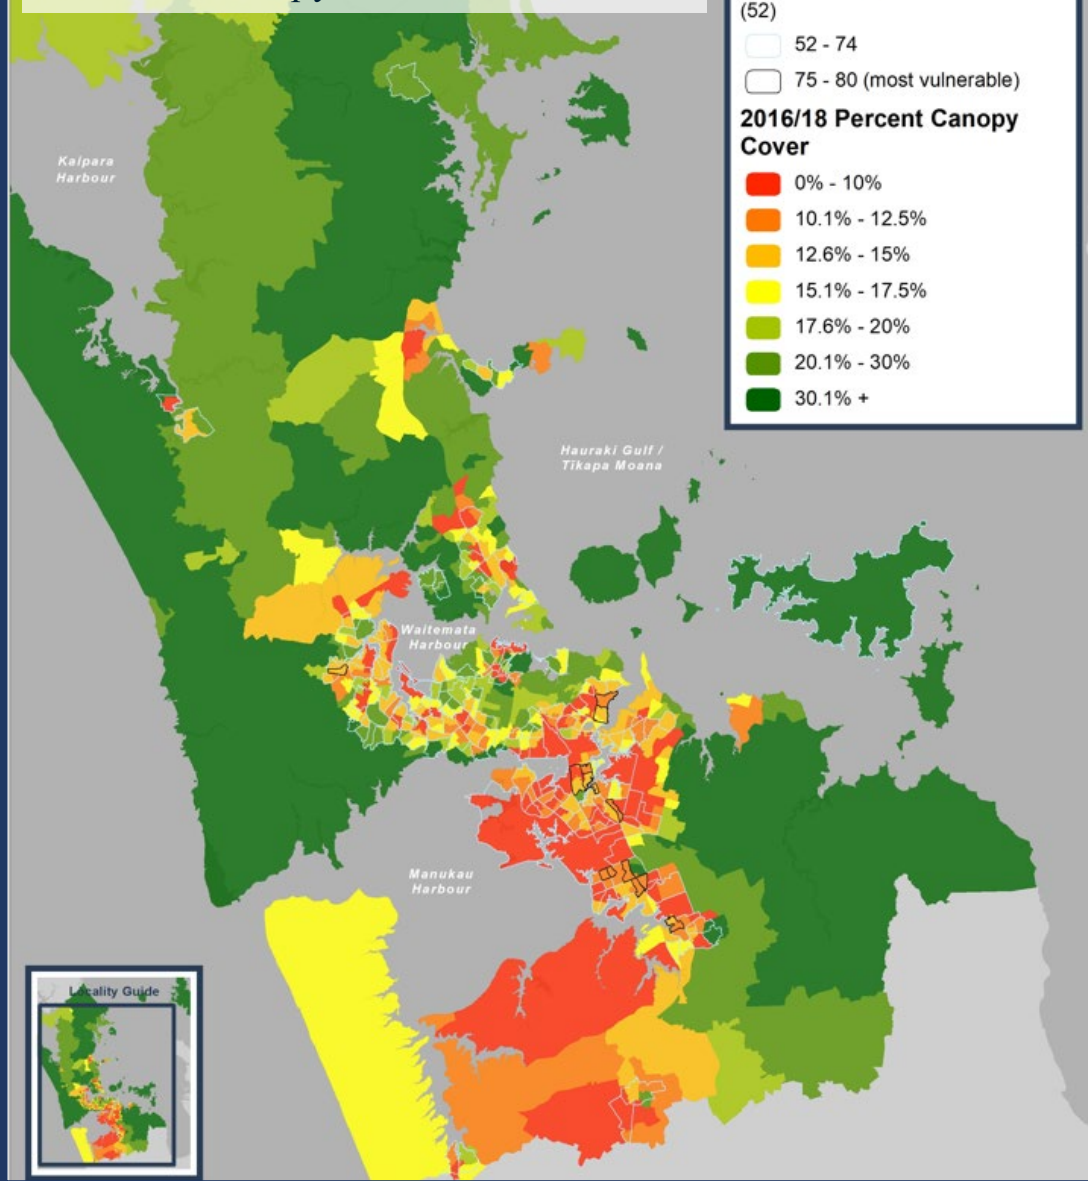 (52)
52 - 74
75 - 80 (most vulnerable)
2016/18 Percent Canopy
Cover
0% - 10%
10.1% - 12.5%
12.6% - 15%
15.1% - 17.5%
17.6% - 20%
20.1% - 30%
30.1% +
Kaipara
Harbour
Hauraki Gulf /
Tīkapa Moana
Waitemata
Harbour
Manukau
Harbour
Locality Guide